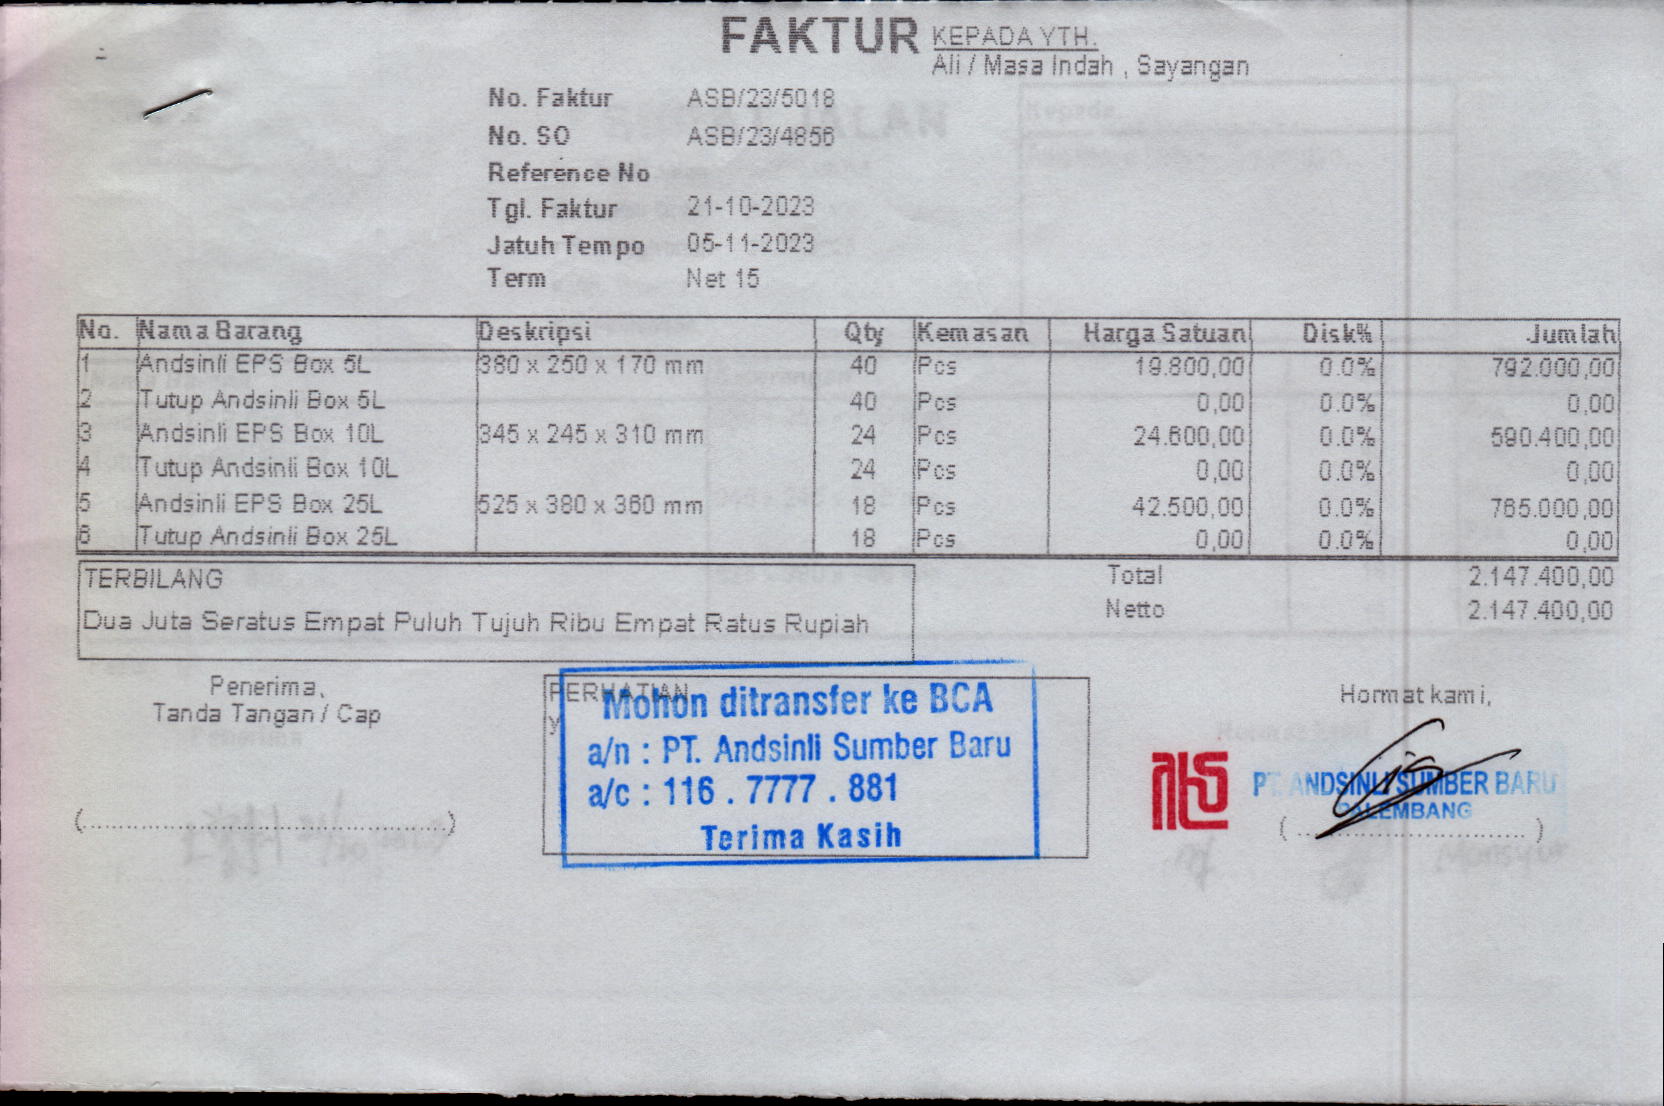 FAKTUR
KEPADA YTH.
Ali / Masa Indah , Sayangan
No. Faktur ASB/23/5018
No. SO ASB/23/4856
Reference No
Tgl. Faktur 21-10-2023
Jatuh Tempo 05-11-2023
Term Net 15
No. Nama Barang Deskripsi Qty Kemasan Harga Satuan Disk% Jumlah
1 Andsinli EPS Box 5L 380 x 250 x 170 mm 40 Pcs 19.800,00 0.0% 792.000,00
2 Tutup Andsinli Box 5L 40 Pcs 0,00 0.0% 0,00
3 Andsinli EPS Box 10L 345 x 245 x 310 mm 24 Pcs 24.600,00 0.0% 590.400,00
4 Tutup Andsinli Box 10L 24 Pcs 0,00 0.0% 0,00
5 Andsinli EPS Box 25L 525 x 380 x 360 mm 18 Pcs 42.500,00 0.0% 765.000,00
6 Tutup Andsinli Box 25L 18 Pcs 0,00 0.0% 0,00
TERBILANG
Dua Juta Seratus Empat Puluh Tujuh Ribu Empat Ratus Rupiah
Total 2.147.400,00
Netto 2.147.400,00
Penerima,
Tanda Tangan / Cap
PERHATIAN
y
Mohon ditransfer ke BCA
a/n : PT. Andsinli Sumber Baru
a/c : 116 . 7777 . 881
Terima Kasih
Hormat kami,
PT. ANDSINLI SUMBER BARU
PALEMBANG